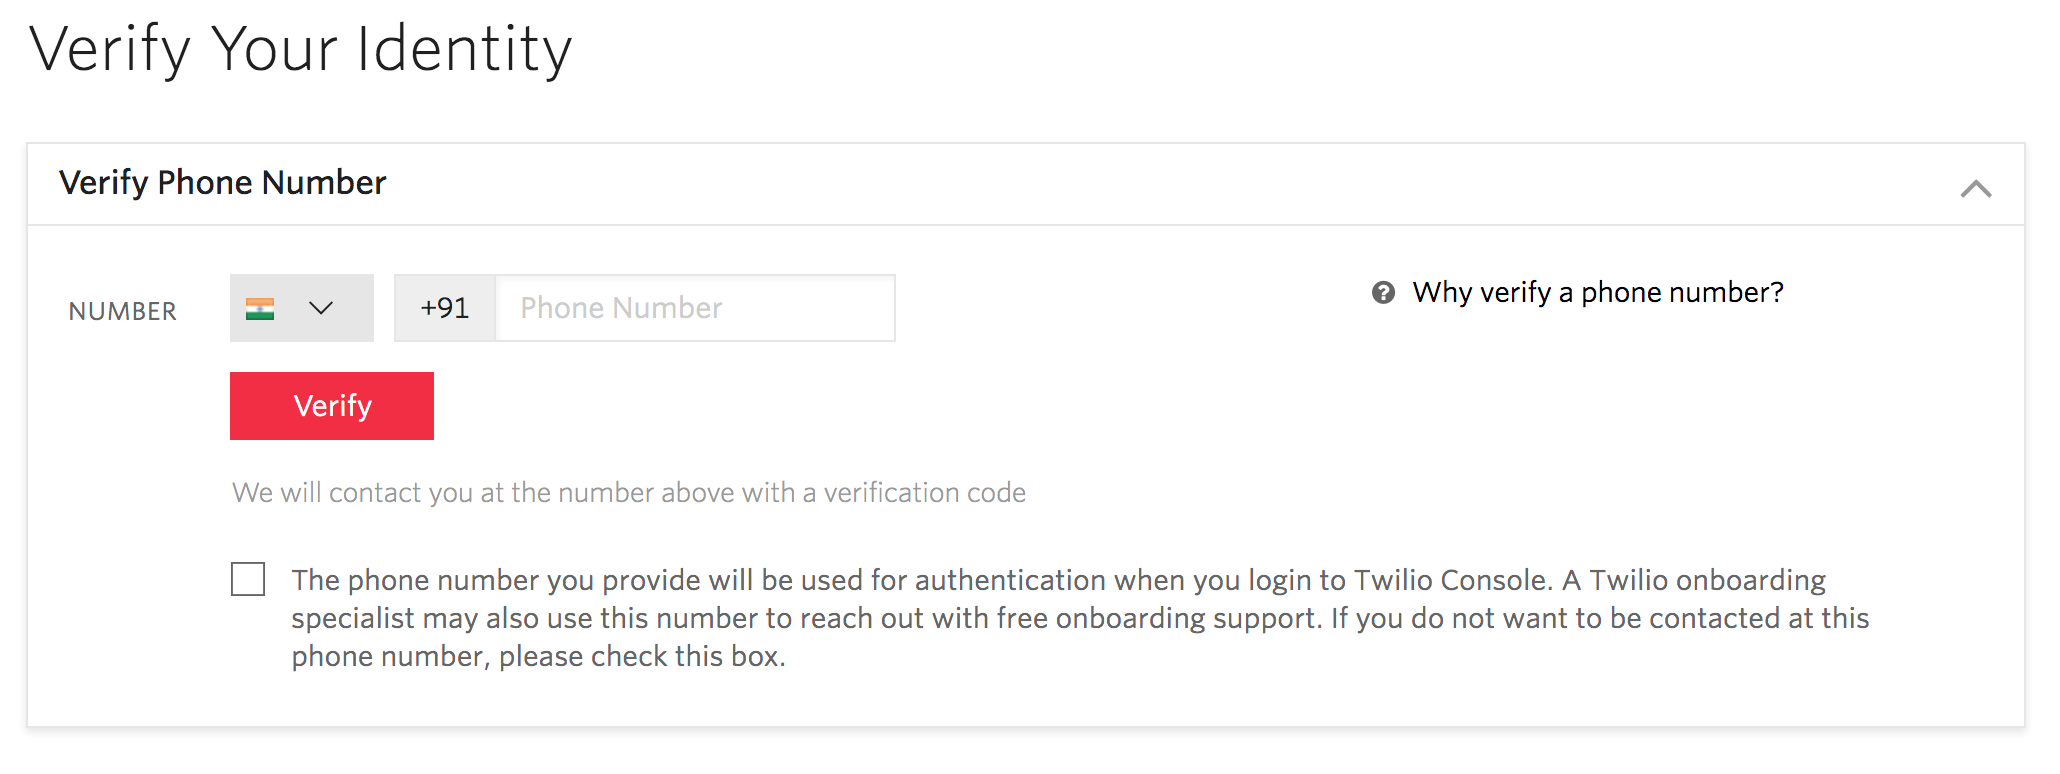 Verify Your Identity
Verify Phone Number
NUMBER
+91
Phone Number
Why verify a phone number?
Verify
We will contact you at the number above with a verification code
The phone number you provide will be used for authentication when you login to Twilio Console. A Twilio onboarding
specialist may also use this number to reach out with free onboarding support. If you do not want to be contacted at this
phone number, please check this box.